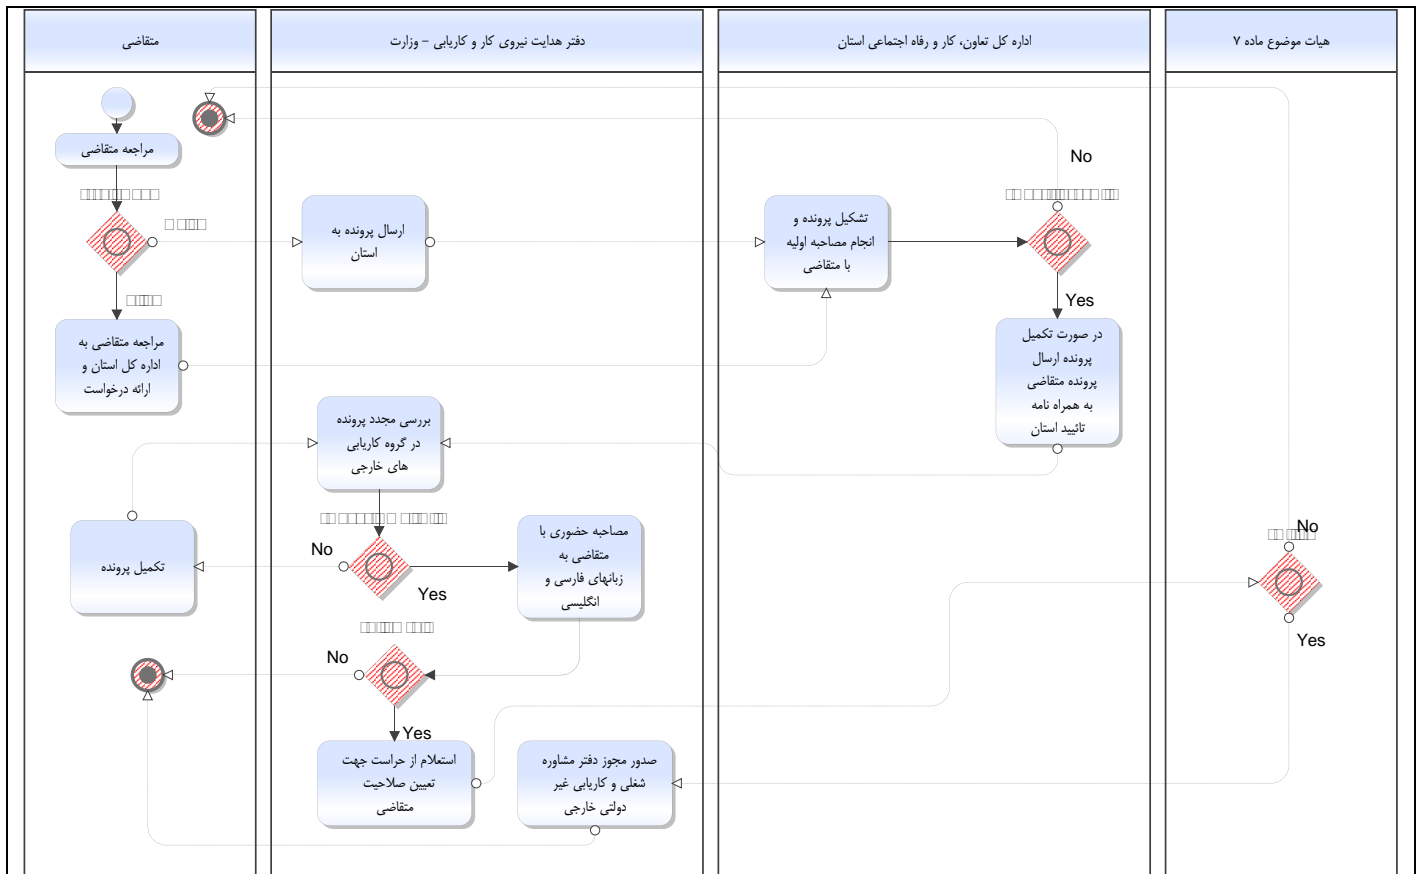 متقاضی
دفتر هدایت نیروی کار و کاریابی – وزارت
اداره کل تعاون، کار و رفاه اجتماعی استان
هیات موضوع ماده ۷
مراجعه متقاضی
ارسال پرونده به
استان
تشکیل پرونده و
انجام مصاحبه اولیه
با متقاضی
No
Yes
مراجعه متقاضی به
اداره کل استان و
ارائه درخواست
در صورت تکمیل
پرونده ارسال
پرونده متقاضی
به همراه نامه
تائیید استان
بررسی مجدد پرونده
در گروه کاریابی
های خارجی
No
Yes
مصاحبه حضوری با
متقاضی به
زبانهای فارسی و
انگلیسی
تکمیل پرونده
No
Yes
No
Yes
استعلام از حراست جهت
تعیین صلاحیت
متقاضی
صدور مجوز دفتر مشاوره
شغلی و کاریابی غیر
دولتی خارجی